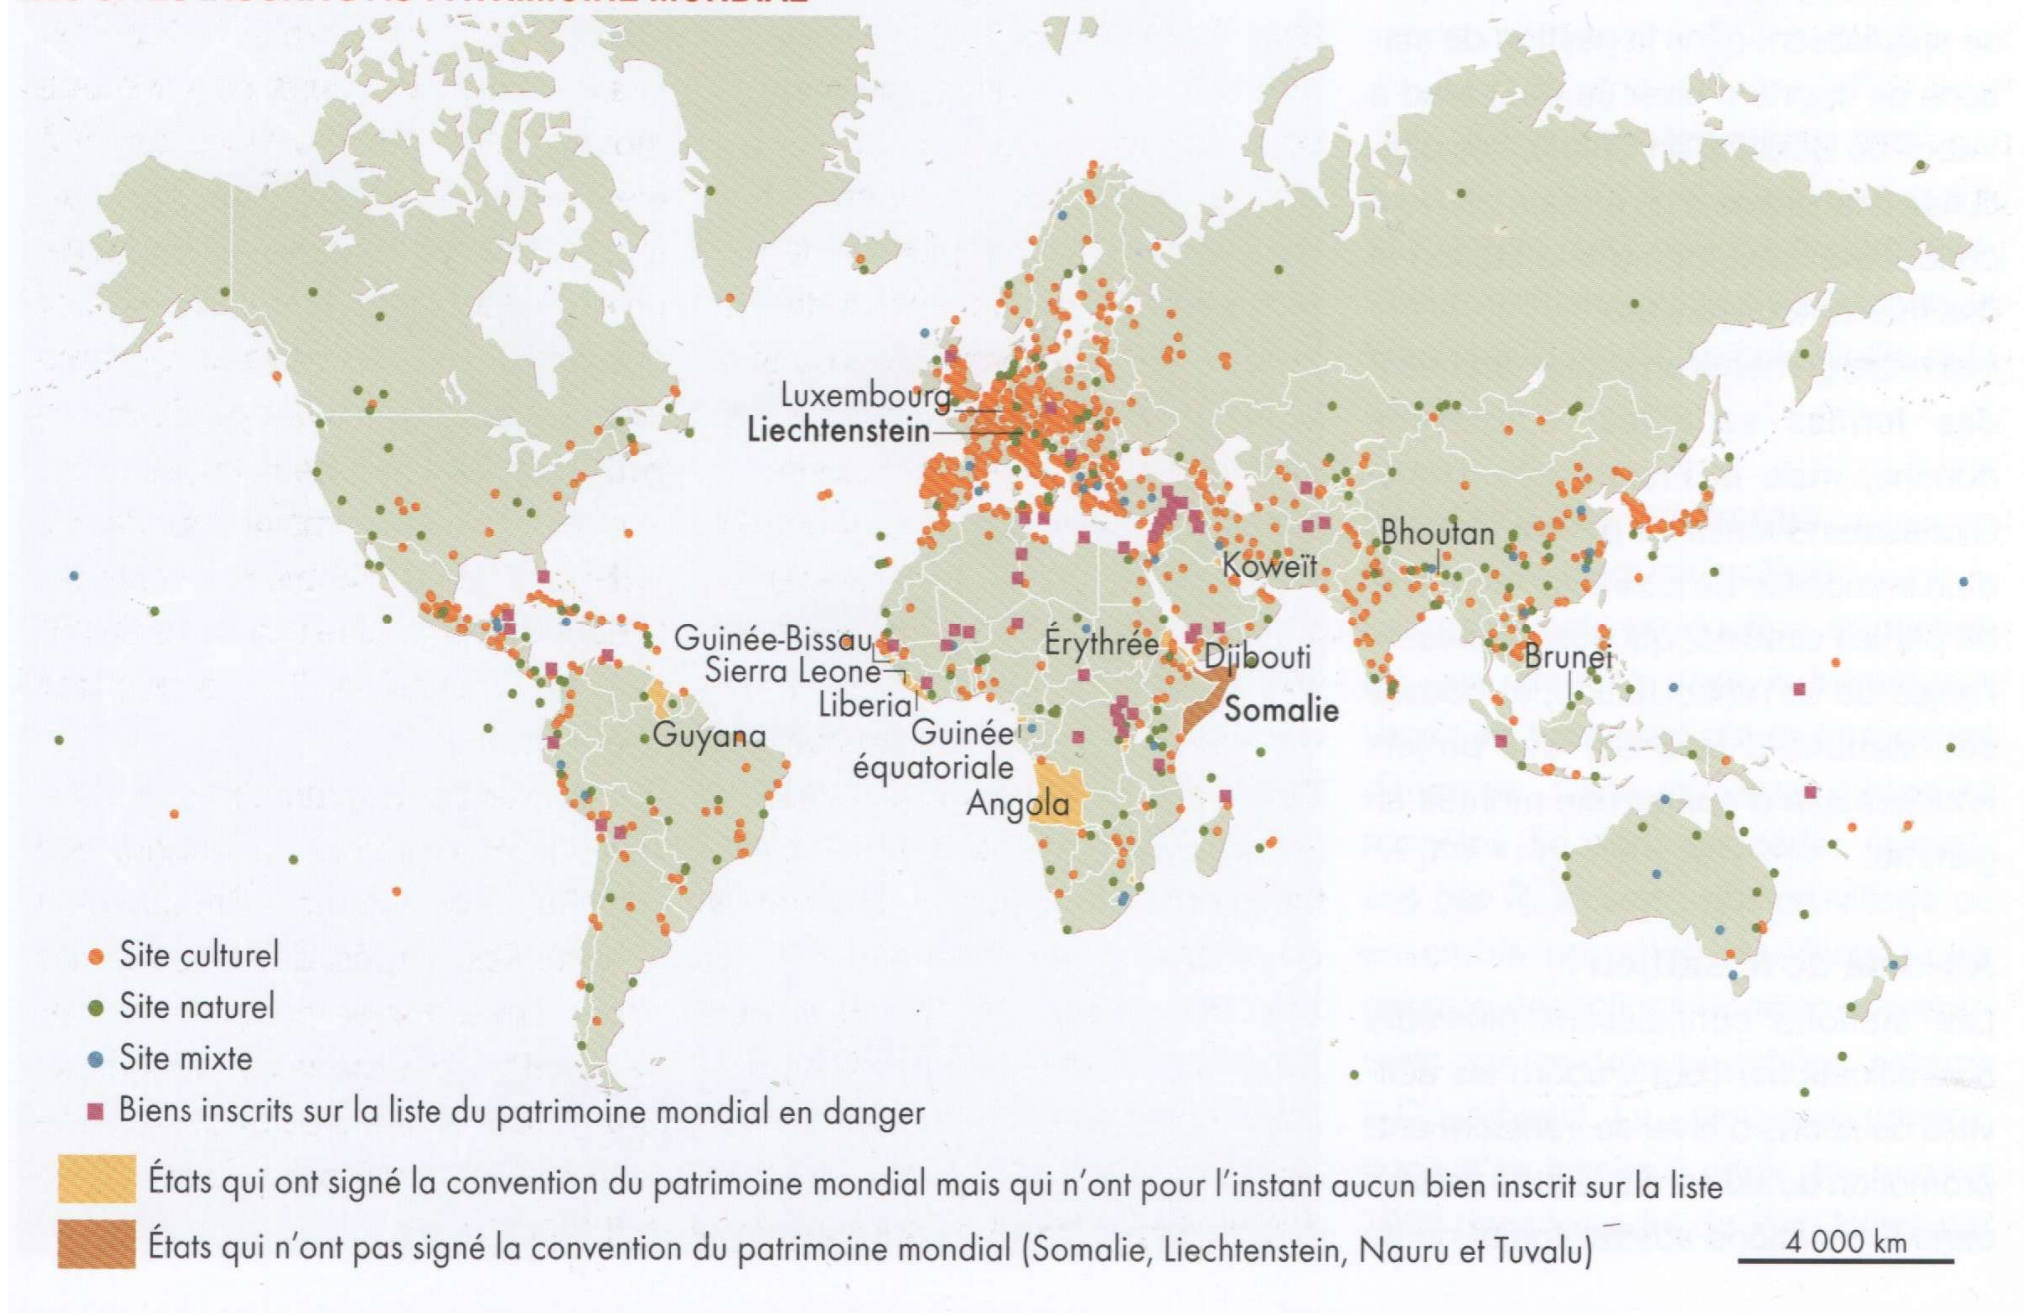 Luxembourg
Liechtenstein
Bhoutan
Koweït
Guinée-Bissau
Érythrée
Djibouti
Brunei
Sierra Leone
Liberia
Somalie
Guinée
équatoriale
Guyana
Angola
Site culturel
Site naturel
Site mixte
Biens inscrits sur la liste du patrimoine mondial en danger
États qui ont signé la convention du patrimoine mondial mais qui n’ont pour l’instant aucun bien inscrit sur la liste
États qui n’ont pas signé la convention du patrimoine mondial (Somalie, Liechtenstein, Nauru et Tuvalu)
4 000 km